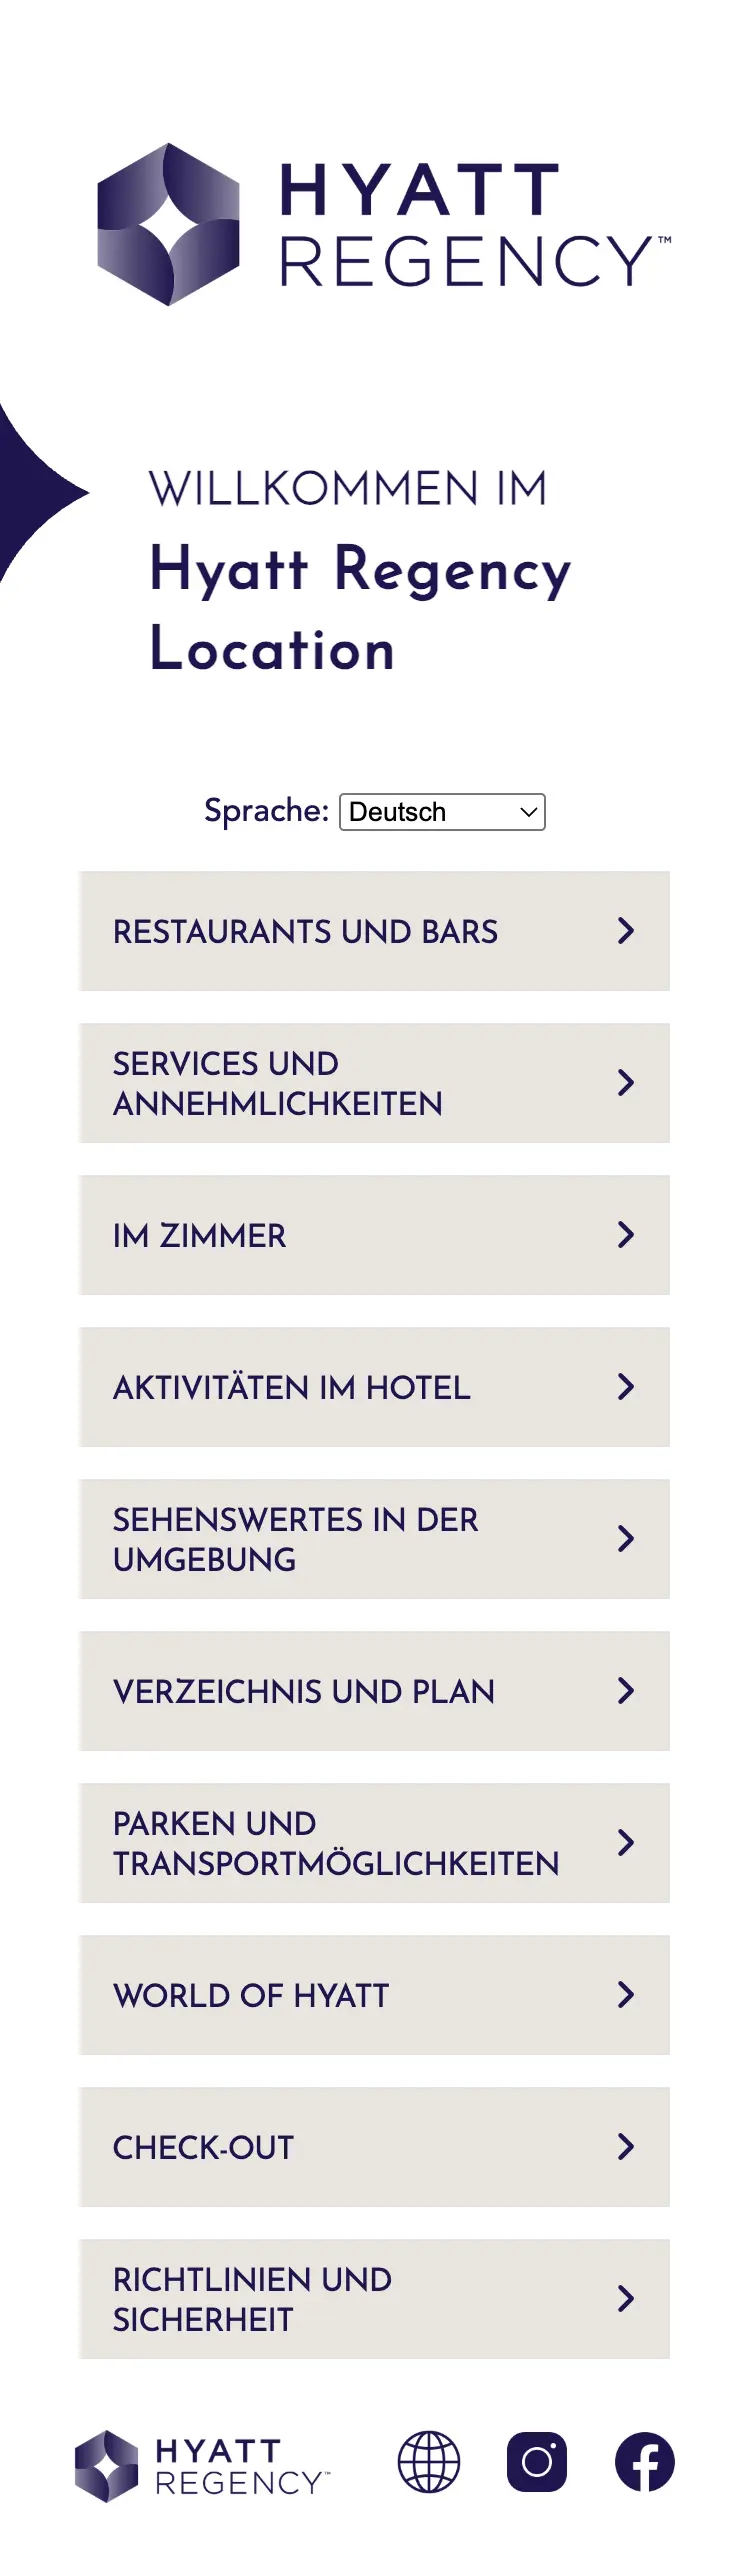 HYATT
REGENCY™
WILLKOMMEN IM
Hyatt Regency
Location
Sprache: Deutsch
RESTAURANTS UND BARS
SERVICES UND
ANNEHMLICHKEITEN
IM ZIMMER
AKTIVITÄTEN IM HOTEL
SEHENSWERTES IN DER
UMGEBUNG
VERZEICHNIS UND PLAN
PARKEN UND
TRANSPORTMÖGLICHKEITEN
WORLD OF HYATT
CHECK-OUT
RICHTLINIEN UND
SICHERHEIT
HYATT
REGENCY™